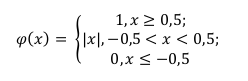 φ(x) = { 1, x ≥ 0,5;
|x|, −0,5 < x < 0,5;
0, x ≤ −0,5